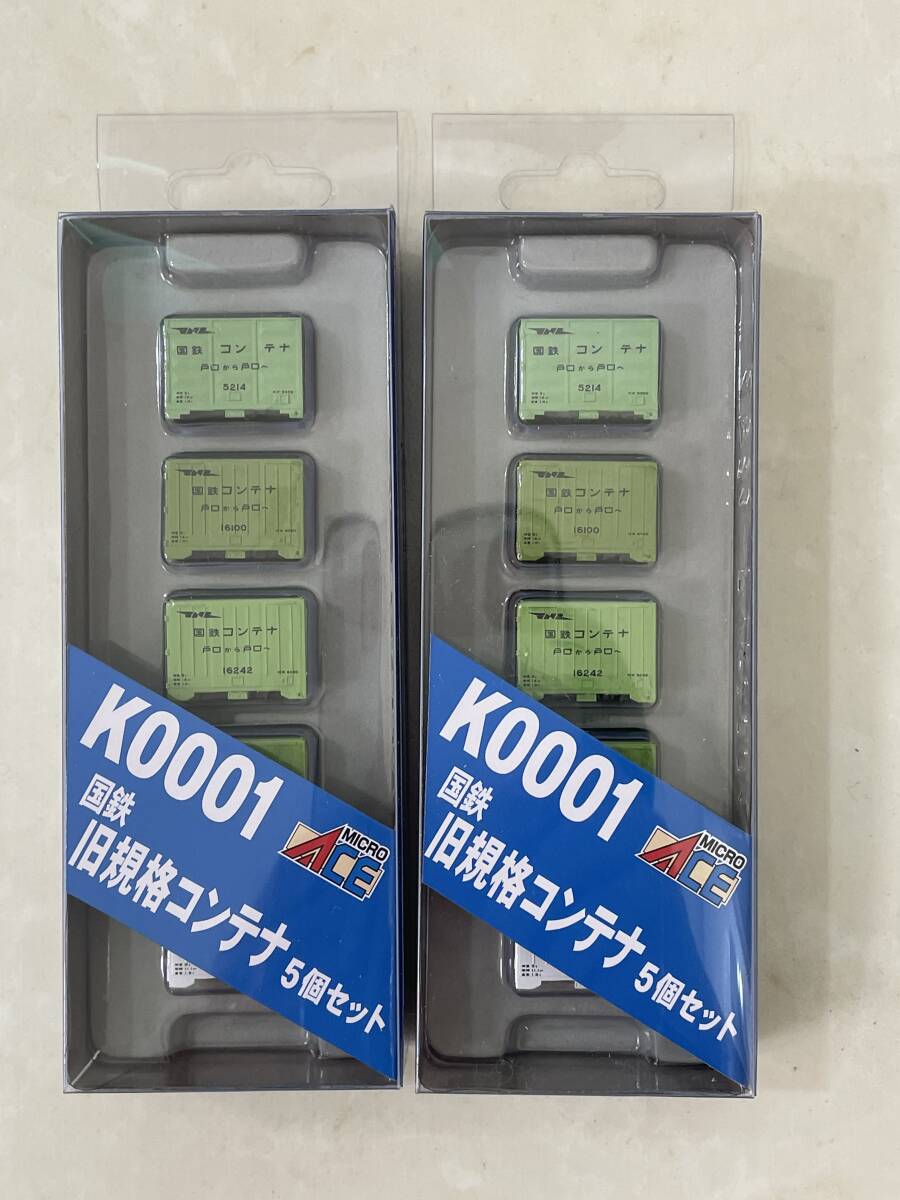 国鉄 コンテナ
戸口から戸口へ
5214
国鉄コンテナ
戸口から戸口へ
16100
国鉄コンテナ
戸口から戸口へ
16242
K0001
国鉄
旧規格コンテナ 5個セット
MICRO
ACE
国鉄 コンテナ
戸口から戸口へ
5214
国鉄コンテナ
戸口から戸口へ
16100
国鉄コンテナ
戸口から戸口へ
16242
K0001
国鉄
旧規格コンテナ 5個セット
MICRO
ACE